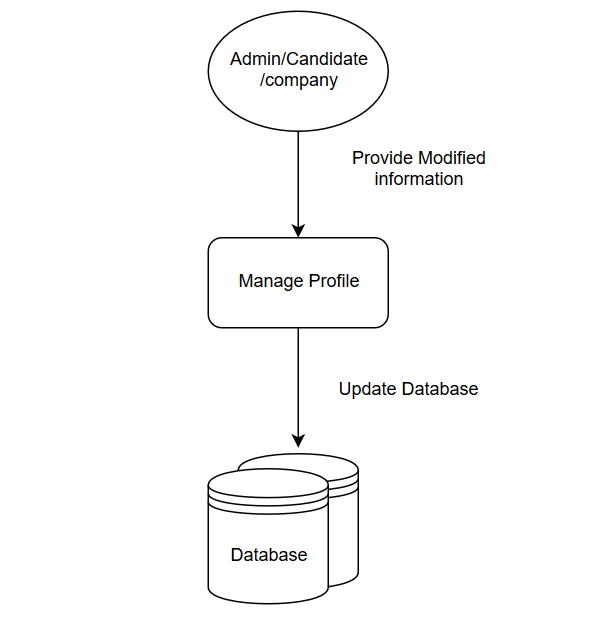 Admin/Candidate
/company
Provide Modified
information
Manage Profile
Update Database
Database